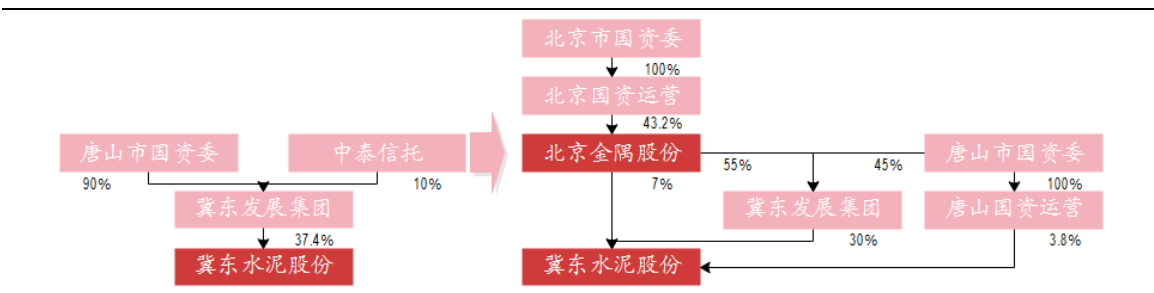 北京市国资委
100%
北京国资运营
43.2%
唐山市国资委 中泰信托 北京金隅股份 55% 45% 唐山市国资委
90% 10% 7% 100%
冀东发展集团 冀东发展集团 唐山国资运营
37.4% 30% 3.8%
冀东水泥股份 冀东水泥股份